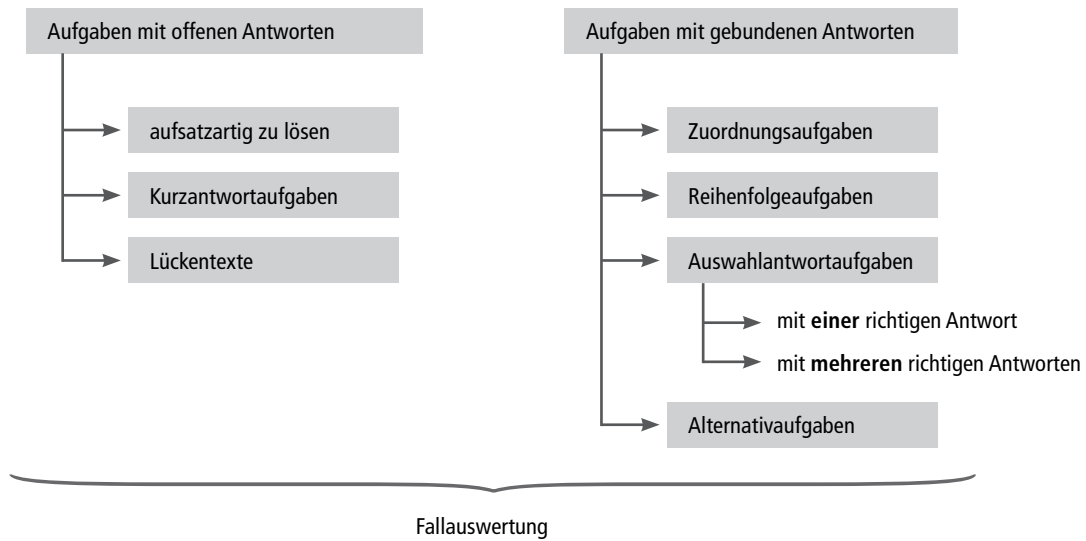 Aufgaben mit offenen Antworten
aufsatzartig zu lösen
Kurzantwortaufgaben
Lückentexte
Aufgaben mit gebundenen Antworten
Zuordnungsaufgaben
Reihenfolgeaufgaben
Auswahlantwortaufgaben
mit einer richtigen Antwort
mit mehreren richtigen Antworten
Alternativaufgaben
Fallauswertung